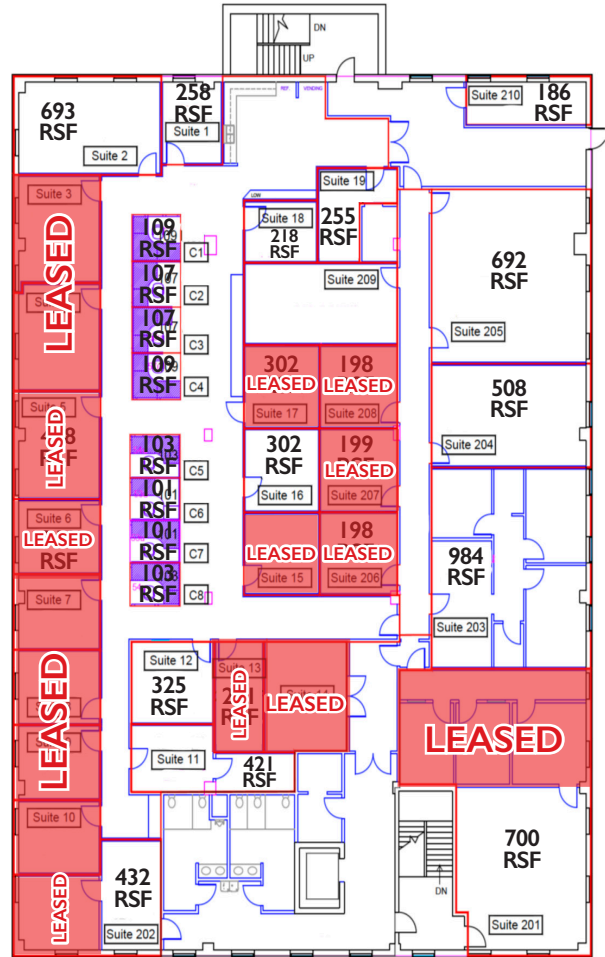 DN
UP
REF.
VENDING
693
RSF
Suite 2
258
RSF
Suite 1
Suite 210
186
RSF
Suite 3
LEASED
Suite 19
LOW
Suite 18
218
RSF
255
RSF
109
RSF
C1
107
RSF
C2
107
RSF
C3
109
RSF
C4
Suite 209
692
RSF
Suite 205
302
LEASED
Suite 17
198
LEASED
Suite 208
508
RSF
Suite 204
Suite 5
LEASED
302
RSF
Suite 16
199
LEASED
Suite 207
103
RSF
C5
101
RSF
C6
101
RSF
C7
103
RSF
C8
Suite 6
LEASED
RSF
LEASED
Suite 15
198
LEASED
Suite 206
984
RSF
Suite 203
Suite 7
LEASED
Suite 12
325
RSF
Suite 13
LEASED
LEASED
LEASED
Suite 11
421
RSF
Suite 10
LEASED
432
RSF
Suite 202
DN
700
RSF
Suite 201